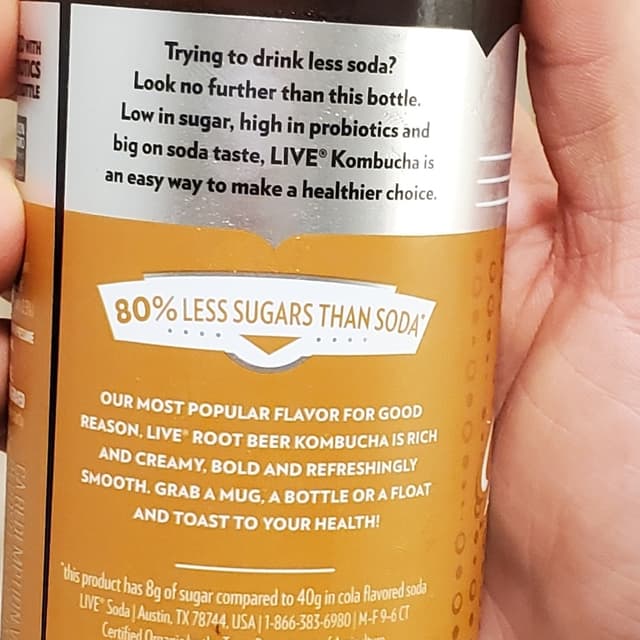 Trying to drink less soda?
Look no further than this bottle.
Low in sugar, high in probiotics and
big on soda taste, LIVE® Kombucha is
an easy way to make a healthier choice.
80% LESS SUGARS THAN SODA*
OUR MOST POPULAR FLAVOR FOR GOOD
REASON, LIVE® ROOT BEER KOMBUCHA IS RICH
AND CREAMY, BOLD AND REFRESHINGLY
SMOOTH. GRAB A MUG, A BOTTLE OR A FLOAT
AND TOAST TO YOUR HEALTH!
*this product has 8g of sugar compared to 40g in cola flavored soda
LIVE® Soda | Austin, TX 78744, USA | 1-866-383-6980 | M-F 9-6 CT
Certified